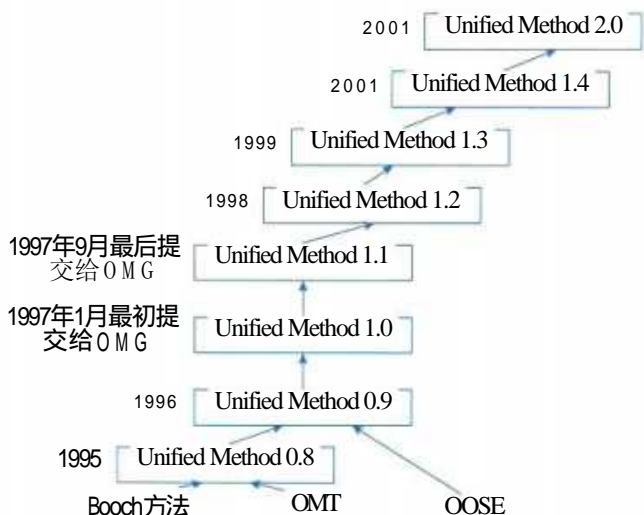 2001 Unified Method 2.0
2001 Unified Method 1.4
1999 Unified Method 1.3
1998 Unified Method 1.2
1997年9月最后提
交给OMG
Unified Method 1.1
1997年1月最初提
交给OMG
Unified Method 1.0
1996 Unified Method 0.9
1995 Unified Method 0.8
Booch方法 OMT OOSE